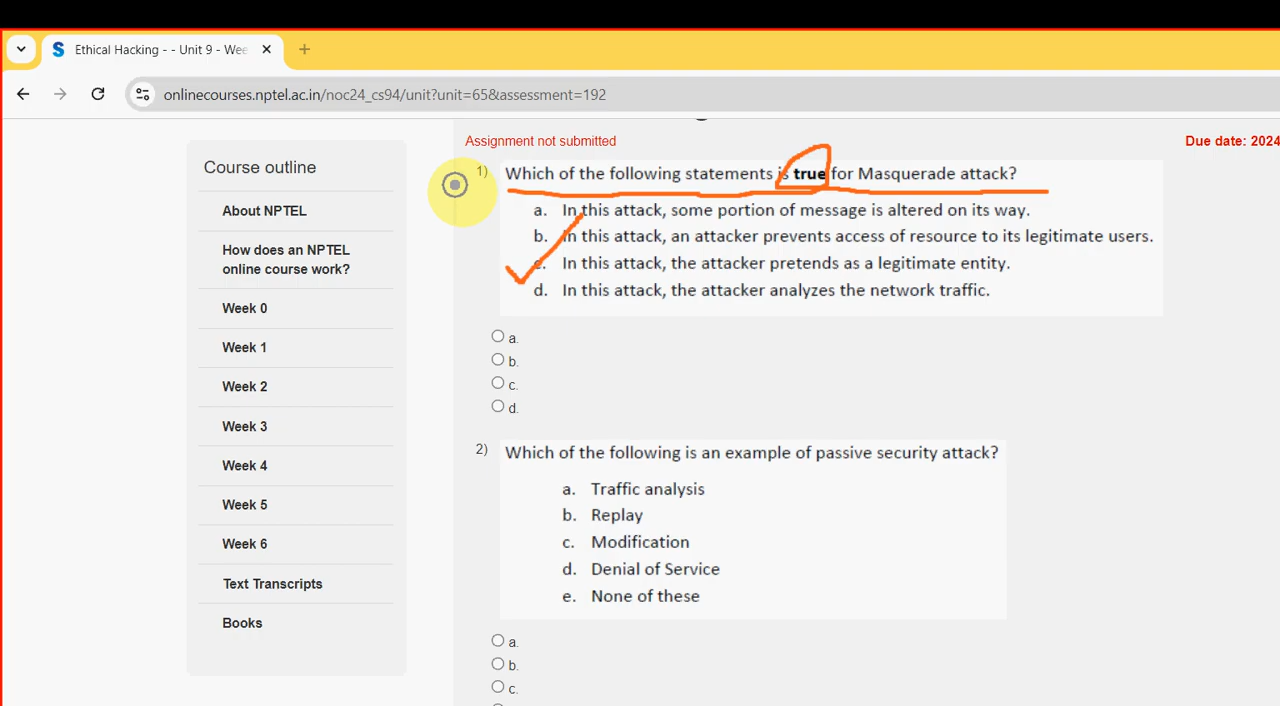 Ethical Hacking - - Unit 9 - Wee
onlinecourses.nptel.ac.in/noc24_cs94/unit?unit=65&assessment=192
Course outline
About NPTEL
How does an NPTEL
online course work?
Week 0
Week 1
Week 2
Week 3
Week 4
Week 5
Week 6
Text Transcripts
Books
Assignment not submitted
Due date: 2024
1) Which of the following statements is true for Masquerade attack?
a. In this attack, some portion of message is altered on its way.
b. In this attack, an attacker prevents access of resource to its legitimate users.
c. In this attack, the attacker pretends as a legitimate entity.
d. In this attack, the attacker analyzes the network traffic.
a.
b.
c.
d.
2) Which of the following is an example of passive security attack?
a. Traffic analysis
b. Replay
c. Modification
d. Denial of Service
e. None of these
a.
b.
c.